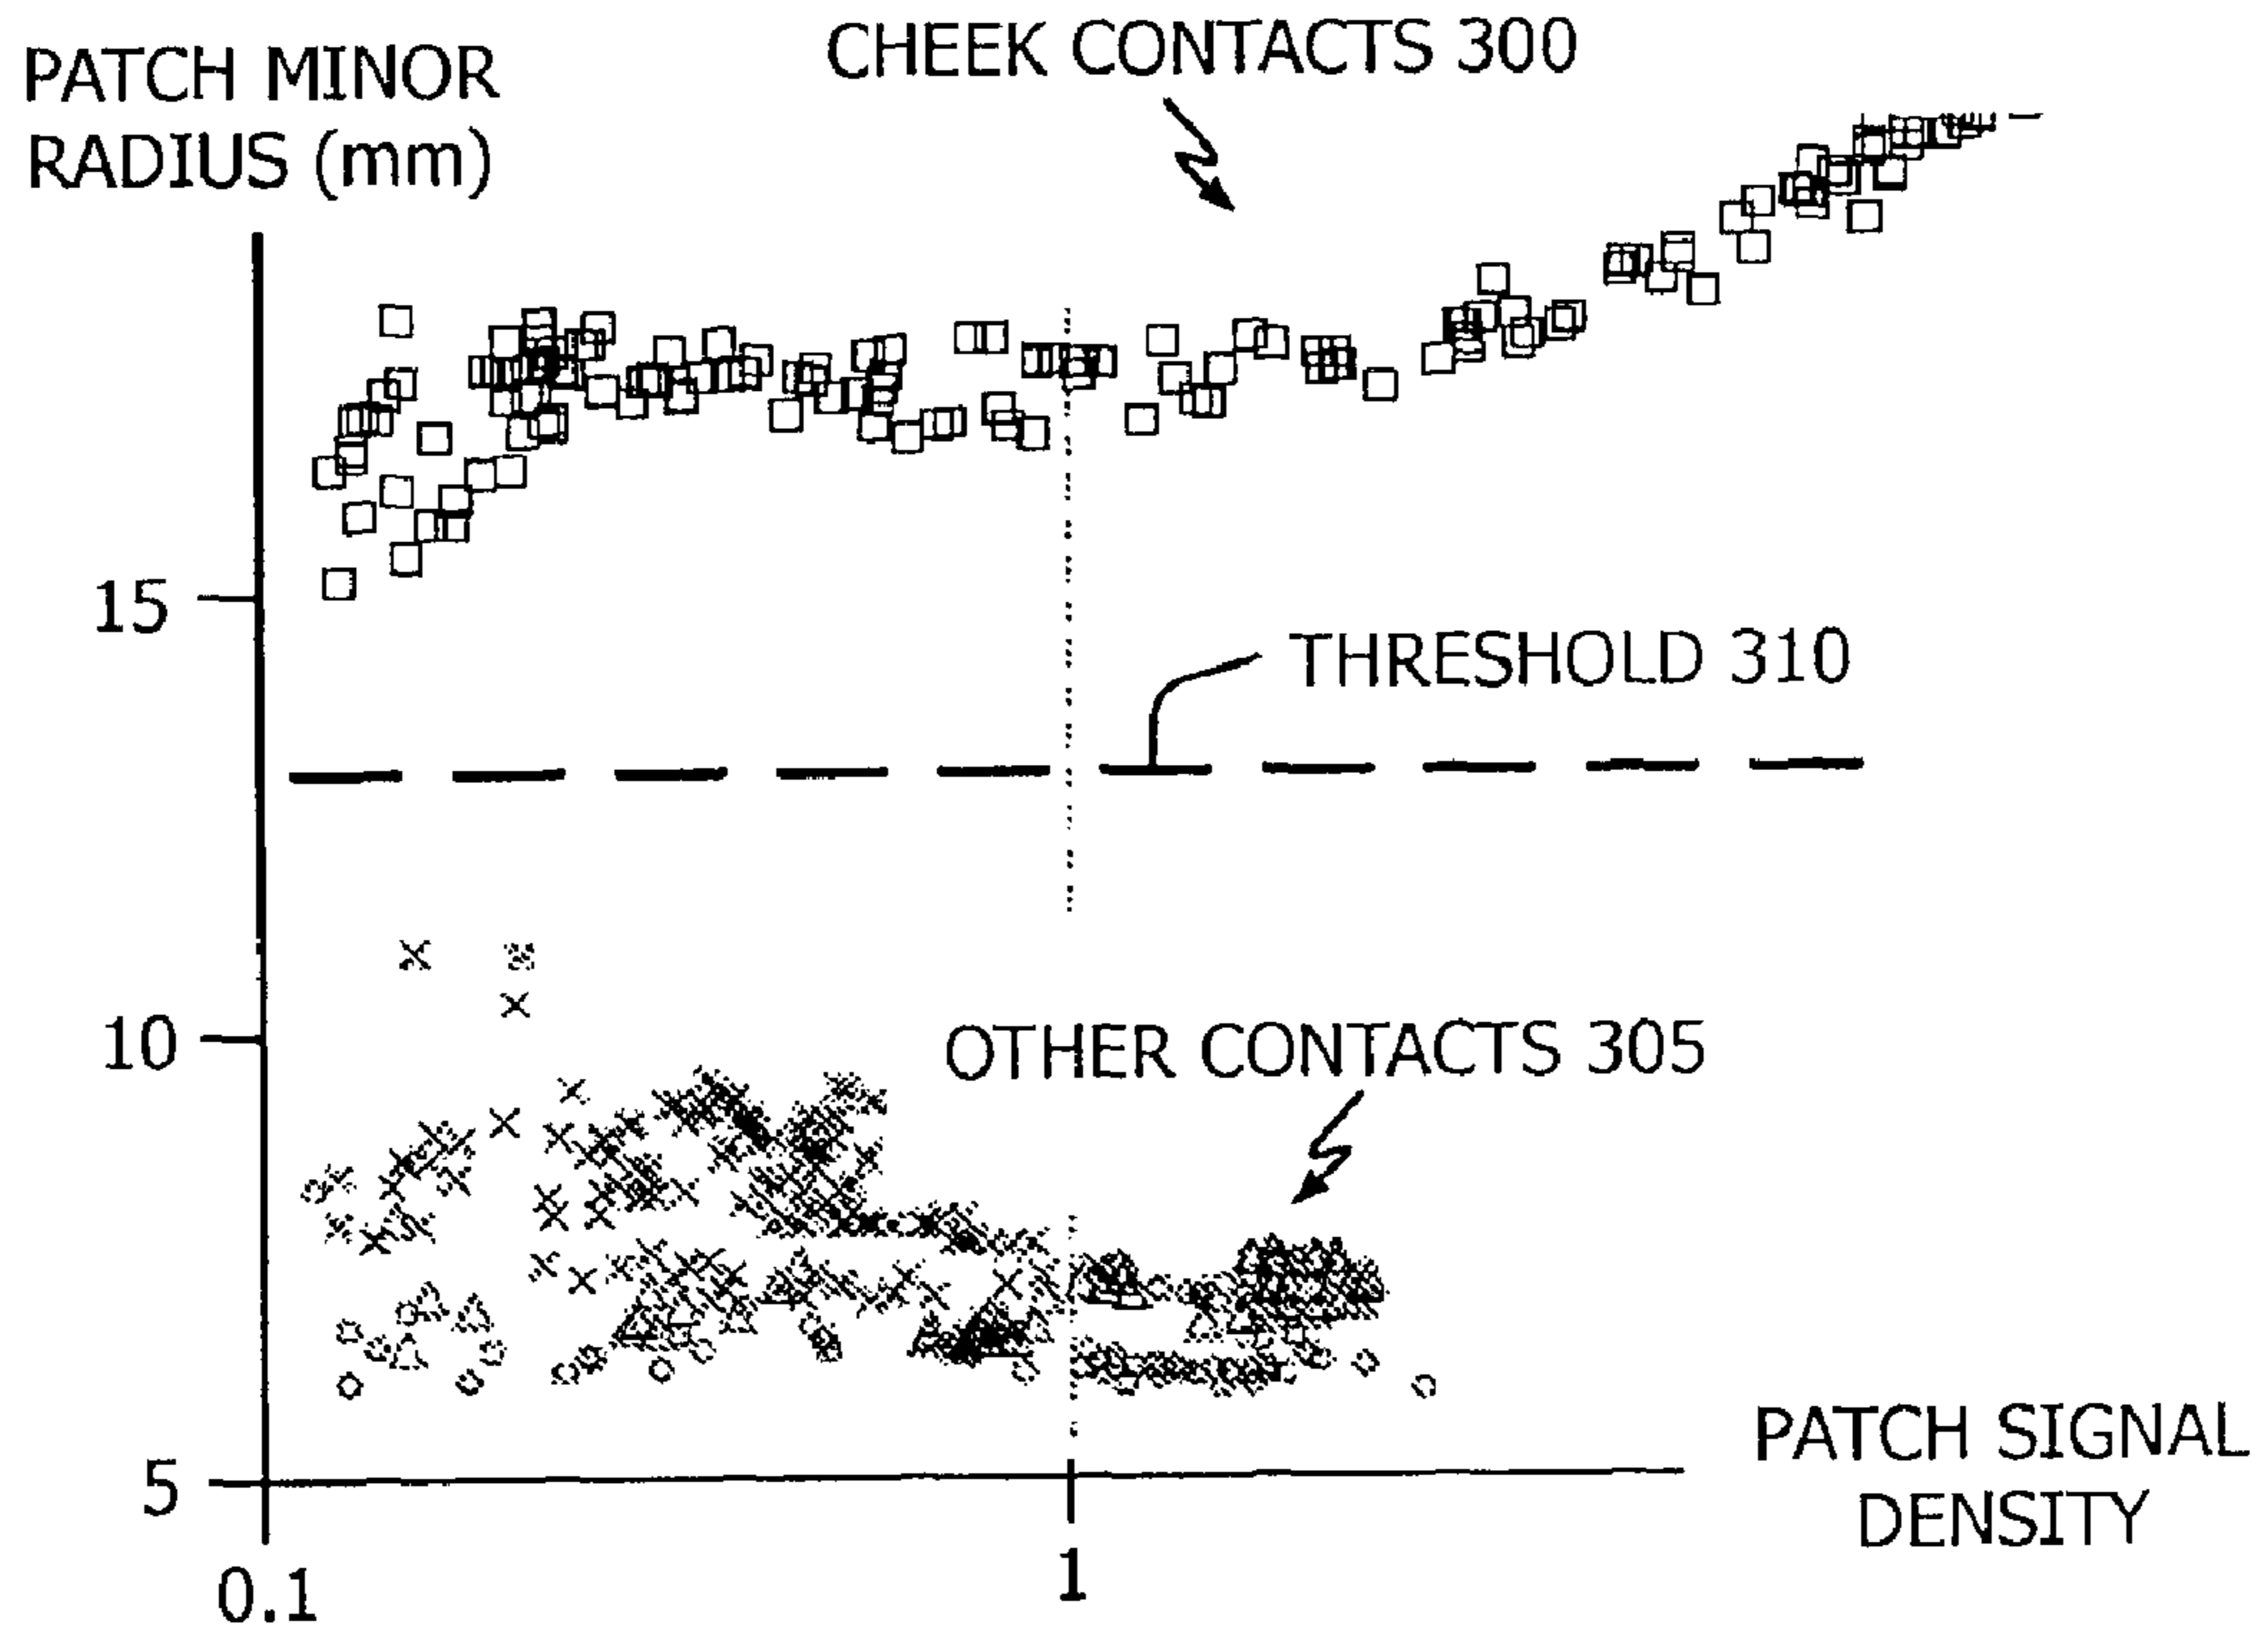 CHEEK CONTACTS 300
PATCH MINOR
RADIUS (mm)
15
THRESHOLD 310
10
OTHER CONTACTS 305
5
PATCH SIGNAL
DENSITY
0.1
1